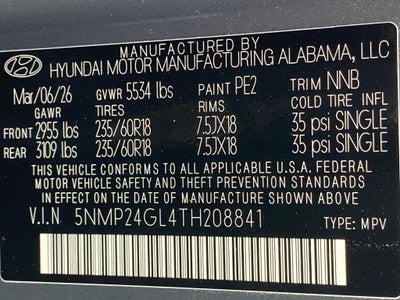 MANUFACTURED BY
HYUNDAI MOTOR MANUFACTURING ALABAMA, LLC
Mar/06/26 GVWR 5534 lbs PAINT PE2 TRIM NNB
GAWR TIRES RIMS COLD TIRE INFL
FRONT 2955 lbs 235/60R18 7.5JX18 35 psi SINGLE
REAR 3109 lbs 235/60R18 7.5JX18 35 psi SINGLE
THIS VEHICLE CONFORMS TO ALL APPLICABLE U.S.A. FEDERAL
MOTOR VEHICLE SAFETY AND THEFT PREVENTION
STANDARDS IN EFFECT ON THE DATE OF MANUFACTURE SHOWN ABOVE.
V.I.N 5NMP24GL4TH208841 TYPE: MPV